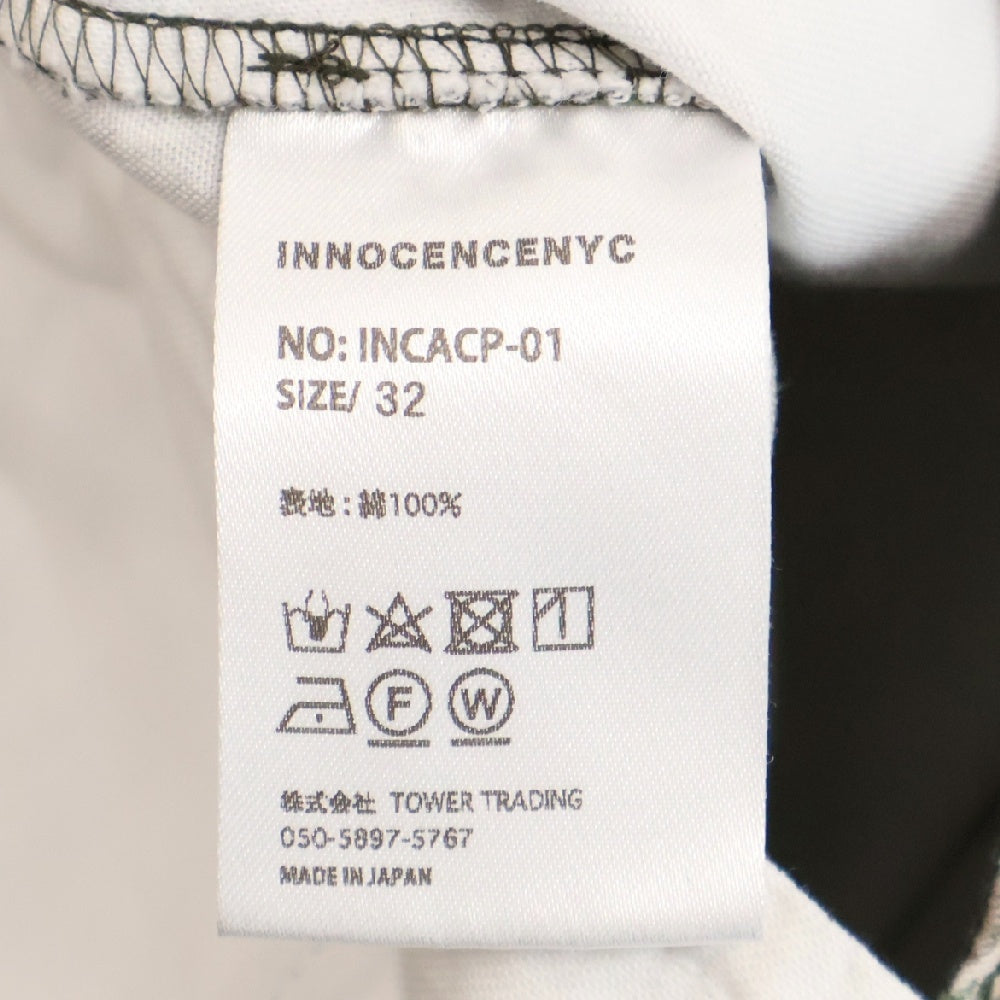 INNOCENCENYC
NO: INCACP-01
SIZE/ 32
表地 : 綿100%
F W
株式会社 TOWER TRADING
050-5897-5767
MADE IN JAPAN